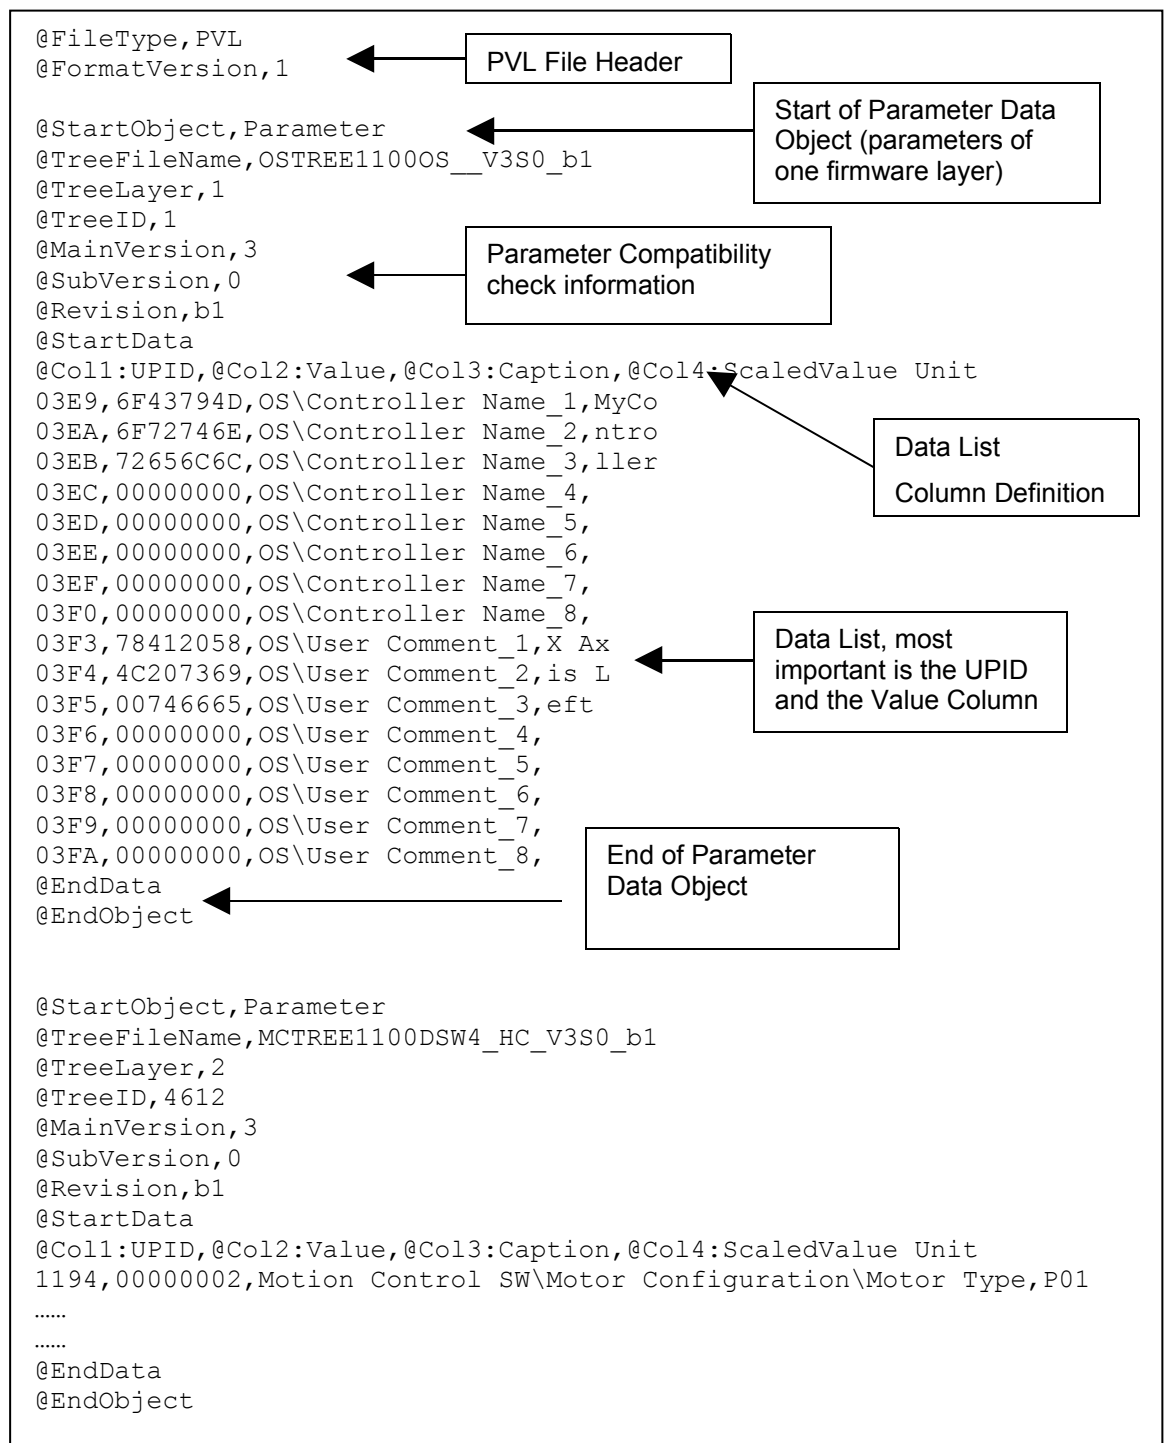 @FileType,PVL
@FormatVersion,1
PVL File Header
@StartObject,Parameter
@TreeFileName,OSTREE1100OS__V3S0_b1
@TreeLayer,1
@TreeID,1
@MainVersion,3
@SubVersion,0
@Revision,b1
@StartData
Start of Parameter Data
Object (parameters of
one firmware layer)
Parameter Compatibility
check information
@Col1:UPID,@Col2:Value,@Col3:Caption,@Col4:ScaledValue Unit
03E9,6F43794D,OS\Controller Name_1,MyCo
03EA,6F72746E,OS\Controller Name_2,ntro
03EB,72656C6C,OS\Controller Name_3,ller
03EC,00000000,OS\Controller Name_4,
03ED,00000000,OS\Controller Name_5,
03EE,00000000,OS\Controller Name_6,
03EF,00000000,OS\Controller Name_7,
03F0,00000000,OS\Controller Name_8,
03F3,78412058,OS\User Comment_1,X Ax
03F4,4C207369,OS\User Comment_2,is L
03F5,00746665,OS\User Comment_3,eft
03F6,00000000,OS\User Comment_4,
03F7,00000000,OS\User Comment_5,
03F8,00000000,OS\User Comment_6,
03F9,00000000,OS\User Comment_7,
03FA,00000000,OS\User Comment_8,
@EndData
@EndObject
Data List
Column Definition
Data List, most
important is the UPID
and the Value Column
End of Parameter
Data Object
@StartObject,Parameter
@TreeFileName,MCTREE1100DSW4_HC_V3S0_b1
@TreeLayer,2
@TreeID,4612
@MainVersion,3
@SubVersion,0
@Revision,b1
@StartData
@Col1:UPID,@Col2:Value,@Col3:Caption,@Col4:ScaledValue Unit
1194,00000002,Motion Control SW\Motor Configuration\Motor Type,P01
……
……
@EndData
@EndObject